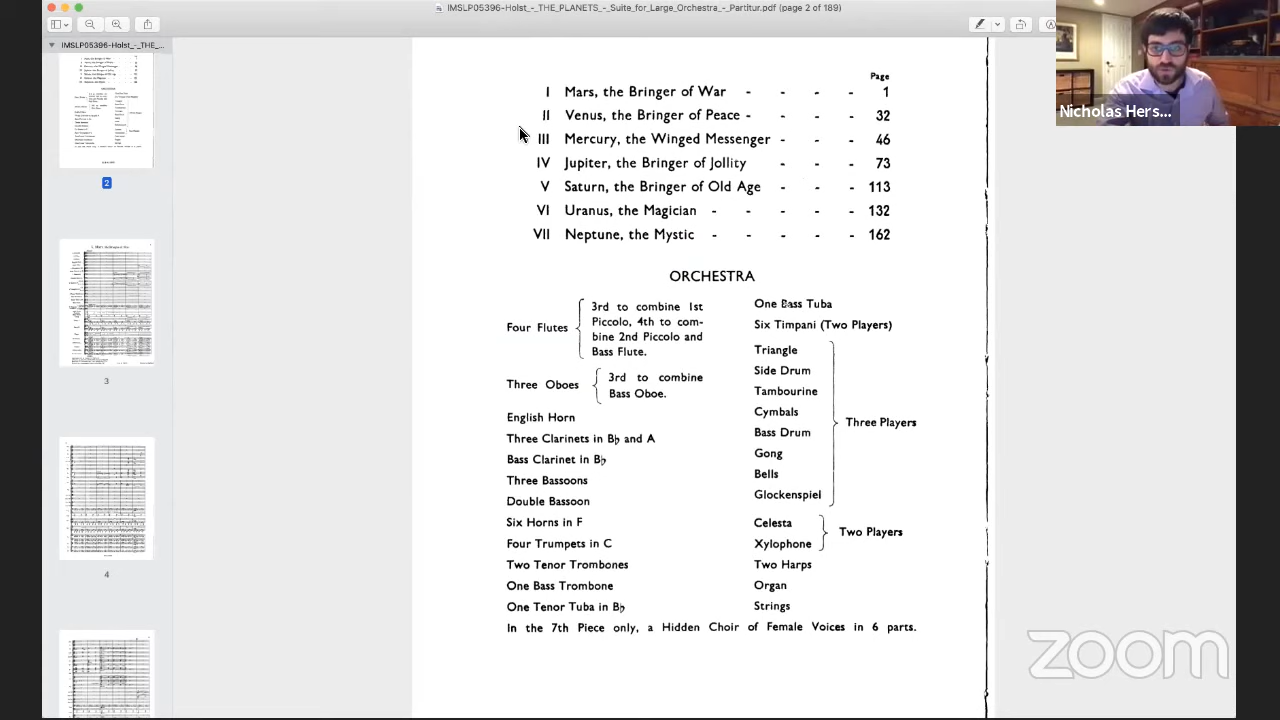 IMSLP05396-Holst_-_THE_PLANETS_-_Suite_for_Large_Orchestra_-_Partitur.pdf (page 2 of 189)
IMSLP05396-Holst_-_THE_...
2
3
4
Nicholas Hers...
Page
Mars, the Bringer of War - - - - 1
II Venus, the Bringer of Peace - - - - 32
III Mercury, the Winged Messenger - - - 46
IV Jupiter, the Bringer of Jollity - - - 73
V Saturn, the Bringer of Old Age - - - 113
VI Uranus, the Magician - - - - - 132
VII Neptune, the Mystic - - - - - 162
ORCHESTRA
Four Flutes
3rd to combine 1st
Piccolo, 4th to com-
bine 2nd Piccolo and
Bass Flute.
Three Oboes
3rd to combine
Bass Oboe.
English Horn
Three Clarinets in B♭ and A
Clarinet in B♭
Three Bassoons
Double Bassoon
Six Horns in F
Four Trumpets in C
Two Tenor Trombones
One Bass Trombone
One Tenor Tuba in B♭
One Bass Tuba
Six Timpani (Two Players)
Triangle
Side Drum
Tambourine
Cymbals
Bass Drum
Gong
Bells
Glockenspiel
Three Players
Celesta
Xylophone
Two Players
Two Harps
Organ
Strings
In the 7th Piece only, a Hidden Choir of Female Voices in 6 parts.
zoom